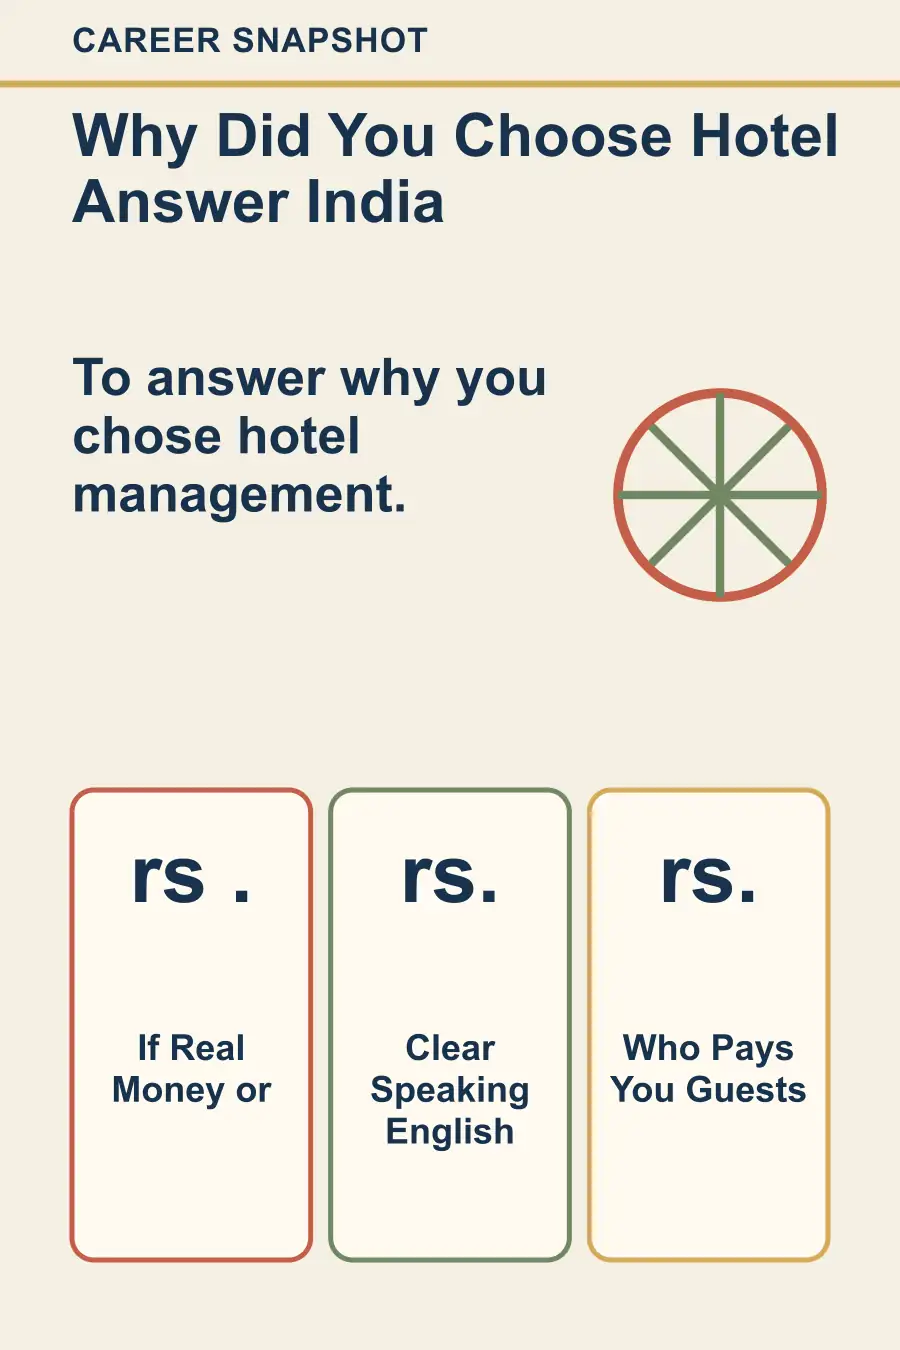 CAREER SNAPSHOT
Why Did You Choose Hotel
Answer India
To answer why you
chose hotel
management.
rs .
If Real
Money or
rs.
Clear
Speaking
English
rs.
Who Pays
You Guests